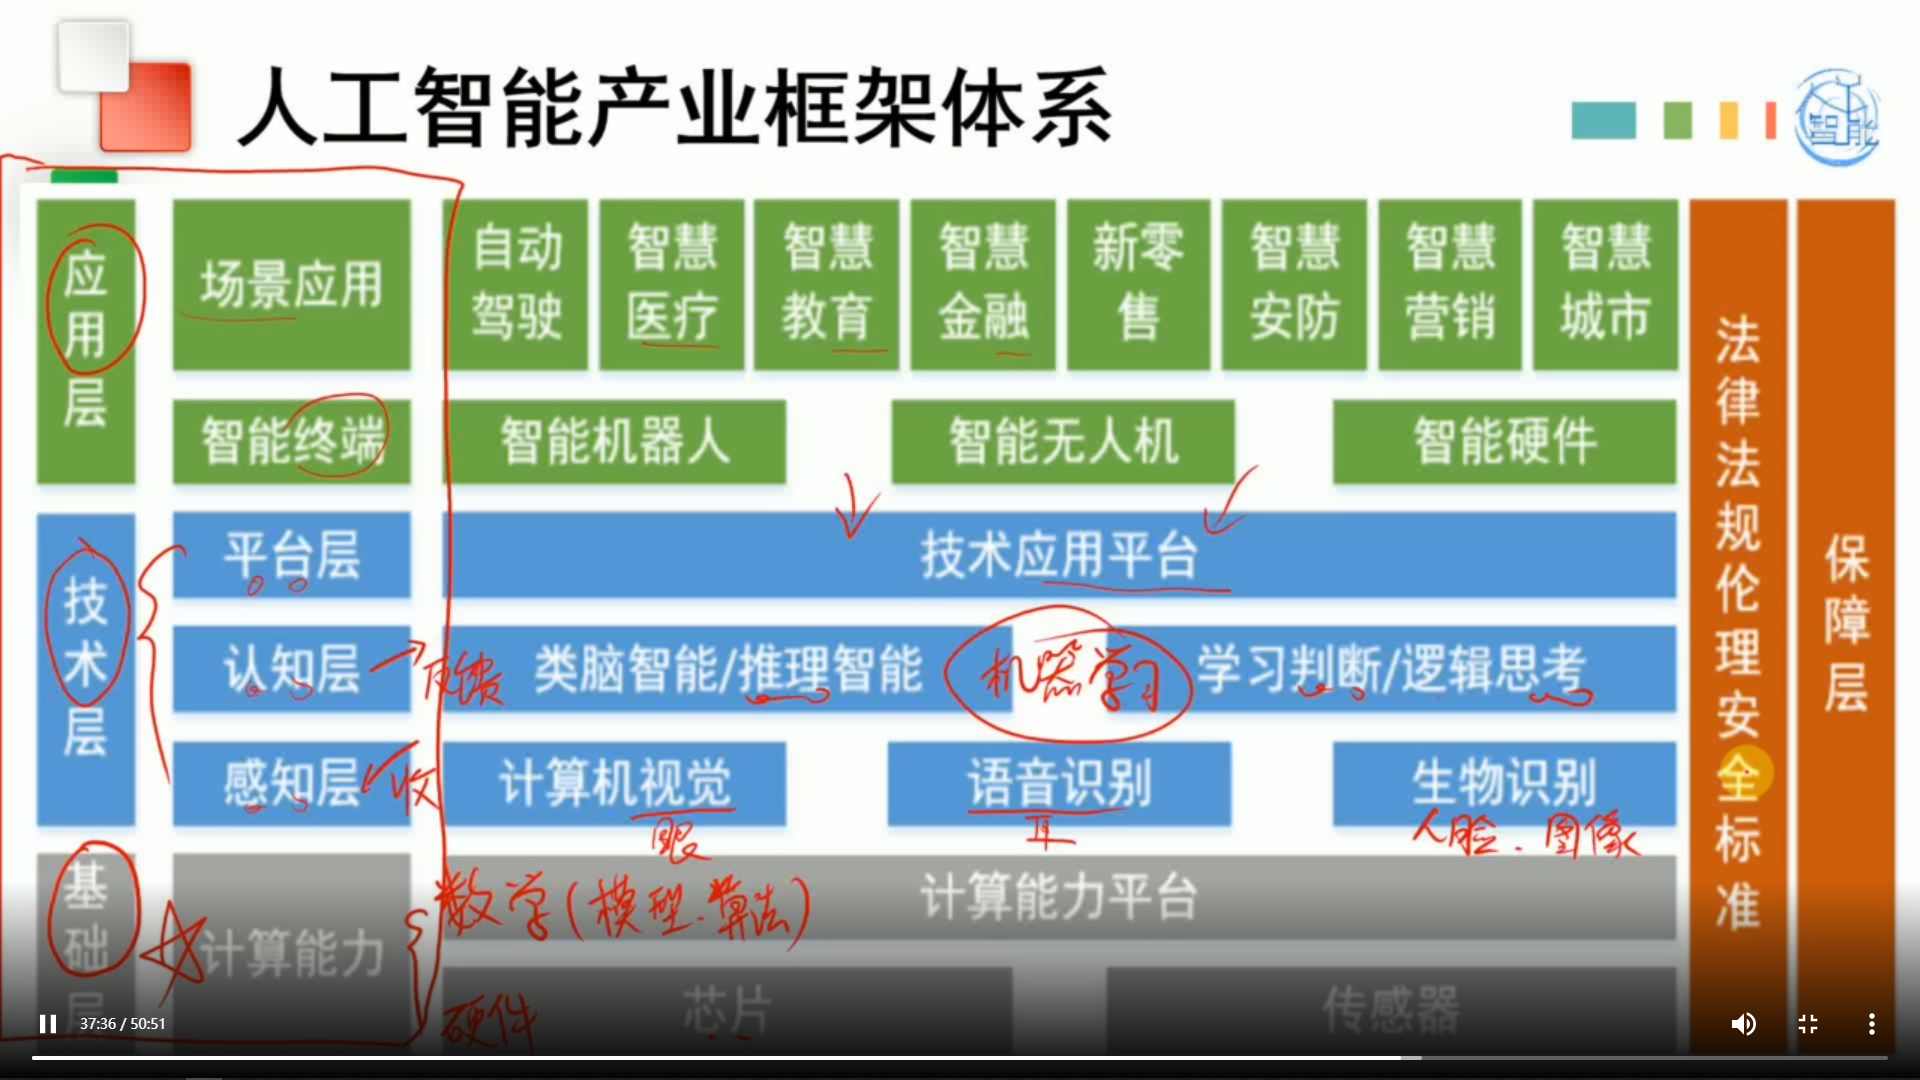 人工智能产业框架体系
智能
应用层
场景应用
自动驾驶
智慧医疗
智慧教育
智慧金融
新零售
智慧安防
智慧营销
智慧城市
智能终端
智能机器人
智能无人机
智能硬件
技术层
平台层
技术应用平台
认知层
反馈
类脑智能/推理智能
机器学习
学习判断/逻辑思考
感知层
收
计算机视觉
语音识别
生物识别
眼
耳
人脸.图像
基础层
计算能力
数学(模型.算法)
计算能力平台
硬件
芯片
传感器
法律法规伦理安全标准
保障层
37:36 / 50:51